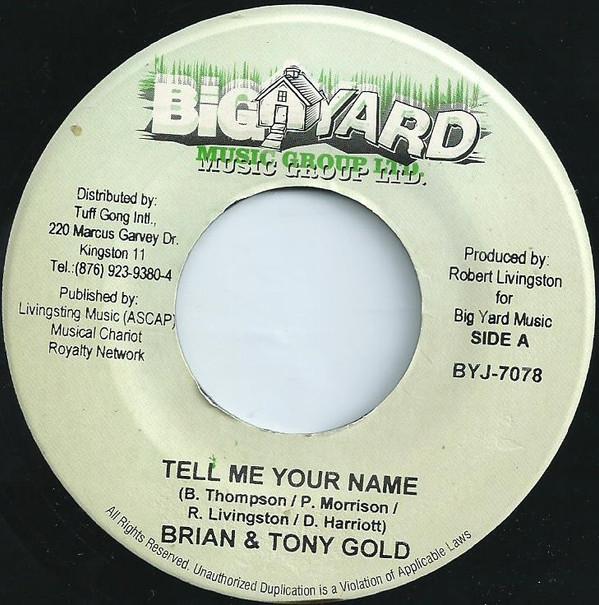 BIG YARD
MUSIC GROUP LTD.
Distributed by:
Tuff Gong Intl.,
220 Marcus Garvey Dr.
Kingston 11
Tel.:(876) 923-9380-4
Published by:
Livingsting Music (ASCAP)
Musical Chariot
Royalty Network
Produced by:
Robert Livingston
for
Big Yard Music
SIDE A
BYJ-7078
TELL ME YOUR NAME
(B. Thompson / P. Morrison /
R. Livingston / D. Harriott)
BRIAN & TONY GOLD
All Rights Reserved. Unauthorized Duplication is a Violation of Applicable Laws